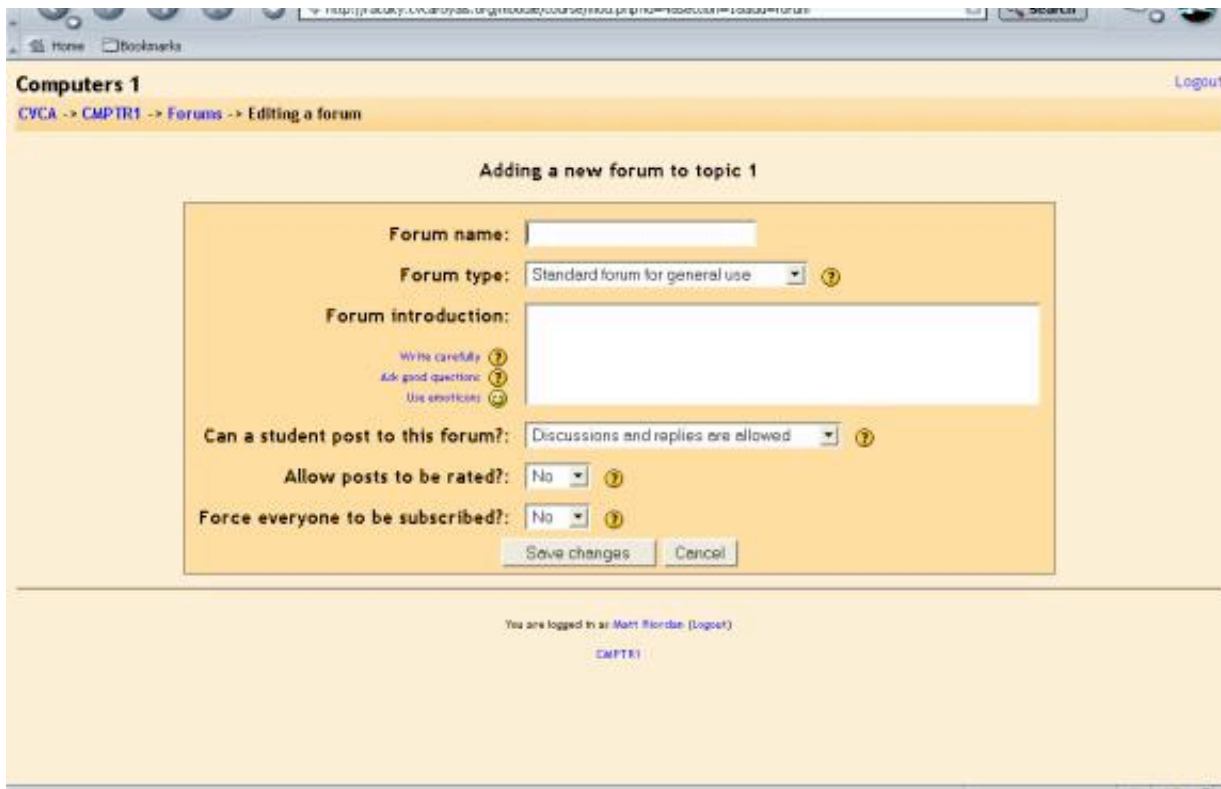 Search
Home Bookmarks
Computers 1
Logout
CVCA -> CMPTR1 -> Forums -> Editing a forum
Adding a new forum to topic 1
Forum name:
Forum type: Standard forum for general use
Forum introduction:
Write carefully
Ask good questions
Use emoticons
Can a student post to this forum?: Discussions and replies are allowed
Allow posts to be rated?: No
Force everyone to be subscribed?: No
Save changes Cancel
You are logged in as Matt Riordan (Logout)
CMPTR1